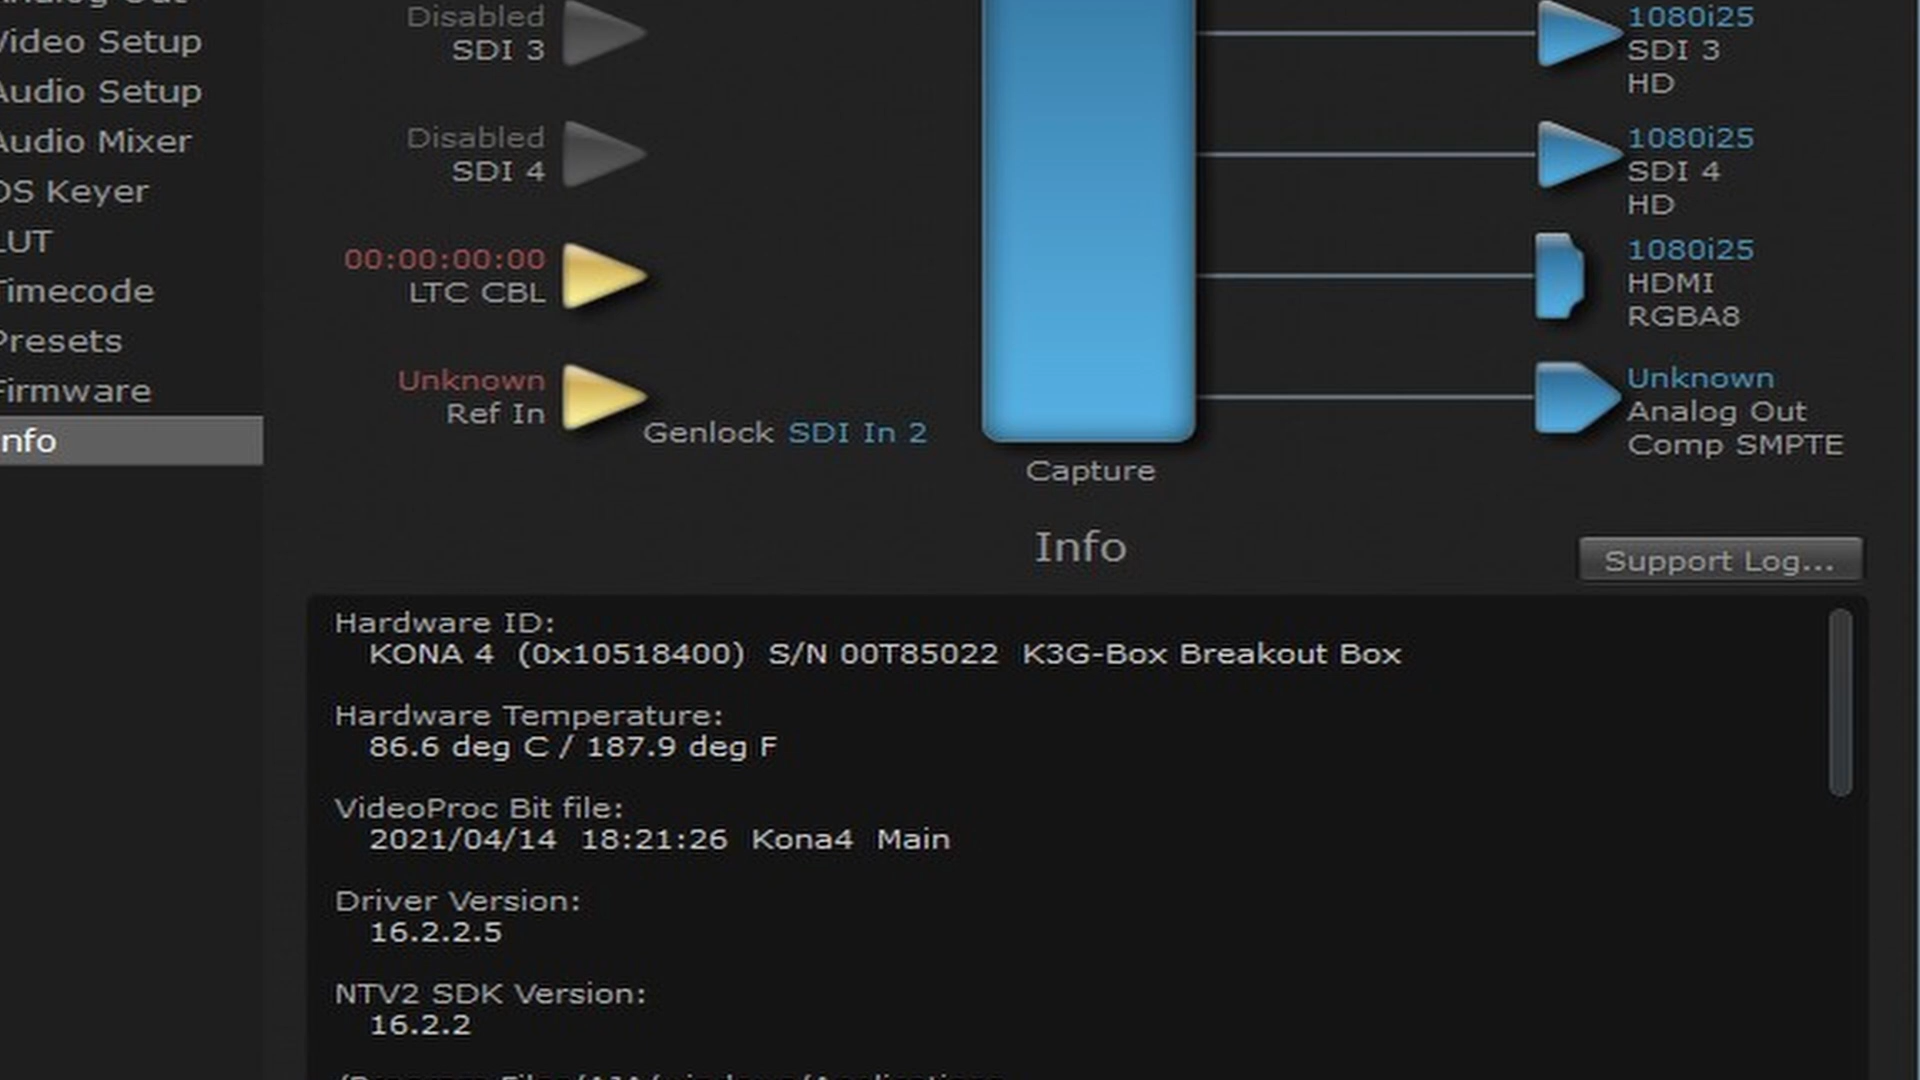 Video Setup
Audio Setup
Audio Mixer
DS Keyer
LUT
Timecode
Presets
Firmware
Info
Disabled
SDI 3
Disabled
SDI 4
00:00:00:00
LTC CBL
Unknown
Ref In
Genlock SDI In 2
Capture
1080i25
SDI 3
HD
1080i25
SDI 4
HD
1080i25
HDMI
RGBA8
Unknown
Analog Out
Comp SMPTE
Info
Support Log...
Hardware ID:
KONA 4 (0x10518400) S/N 00T85022 K3G-Box Breakout Box
Hardware Temperature:
86.6 deg C / 187.9 deg F
VideoProc Bit file:
2021/04/14 18:21:26 Kona4 Main
Driver Version:
16.2.2.5
NTV2 SDK Version:
16.2.2